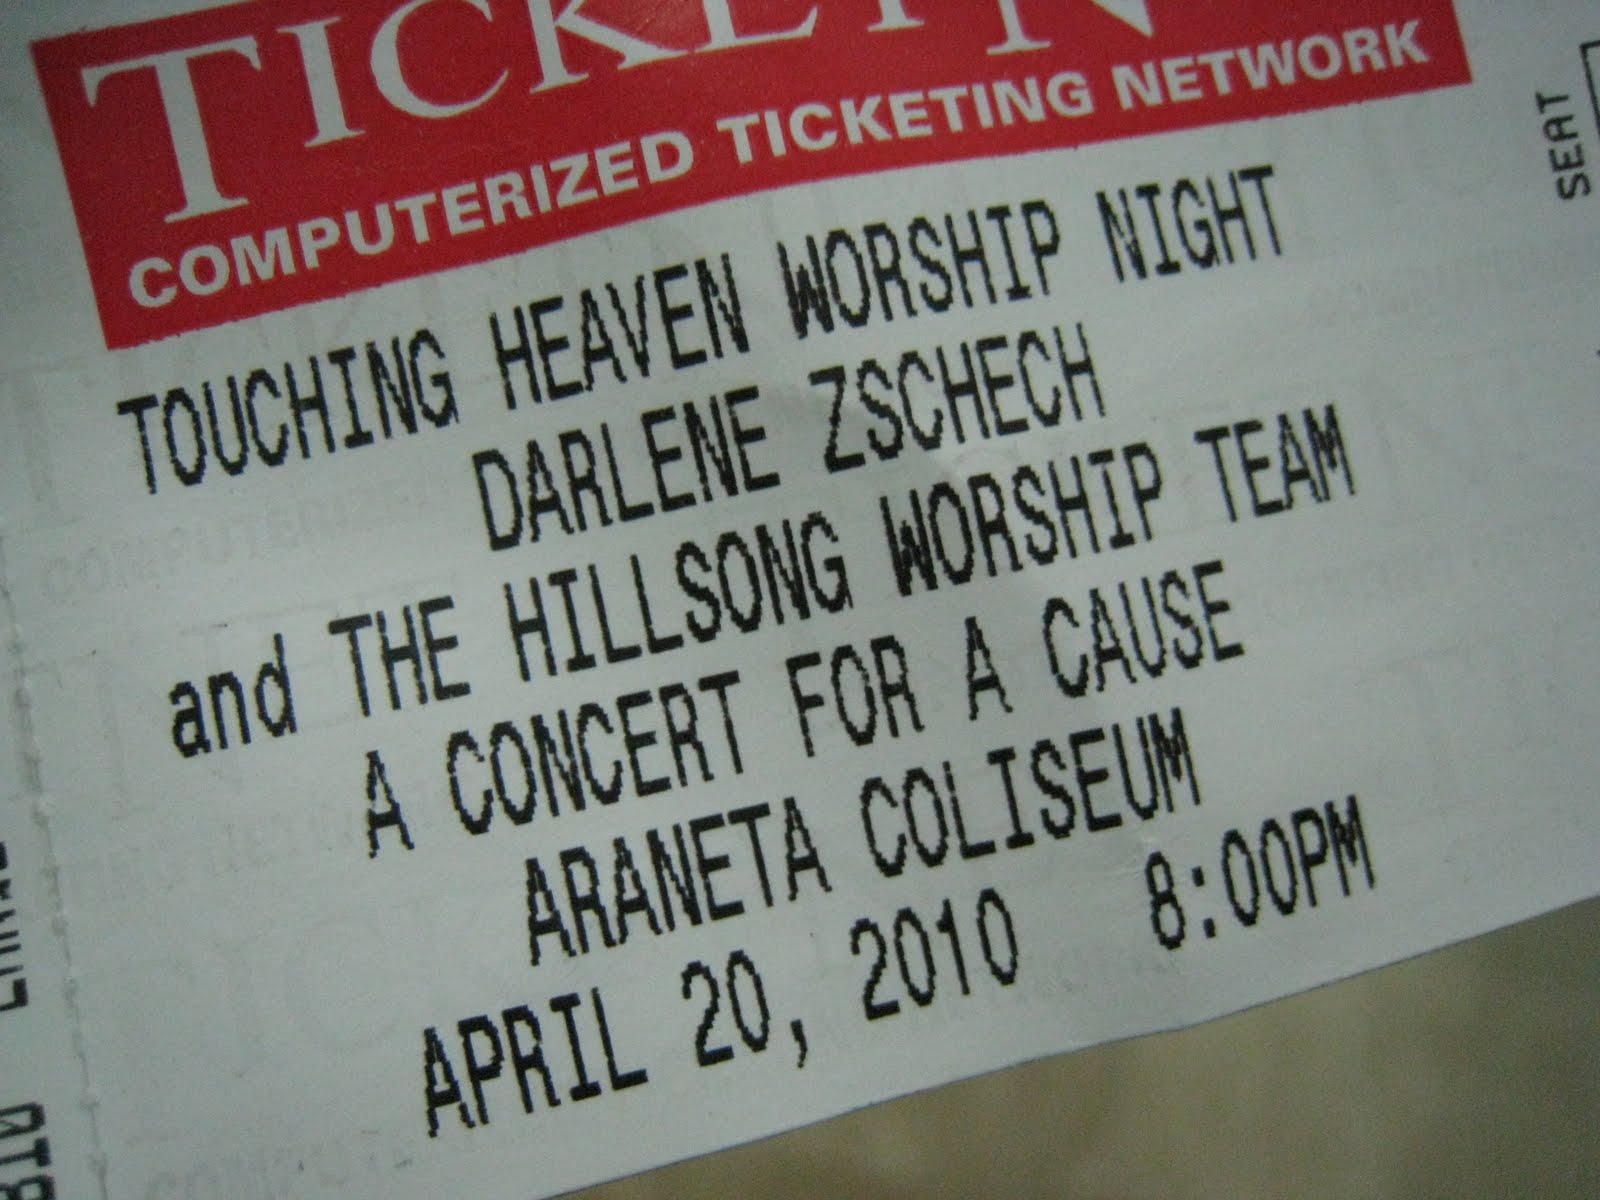 COMPUTERIZED TICKETING NETWORK
TOUCHING HEAVEN WORSHIP NIGHT
DARLENE ZSCHECH
and THE HILLSONG WORSHIP TEAM
A CONCERT FOR A CAUSE
ARANETA COLISEUM
APRIL 20, 2010 8:00PM
SEAT